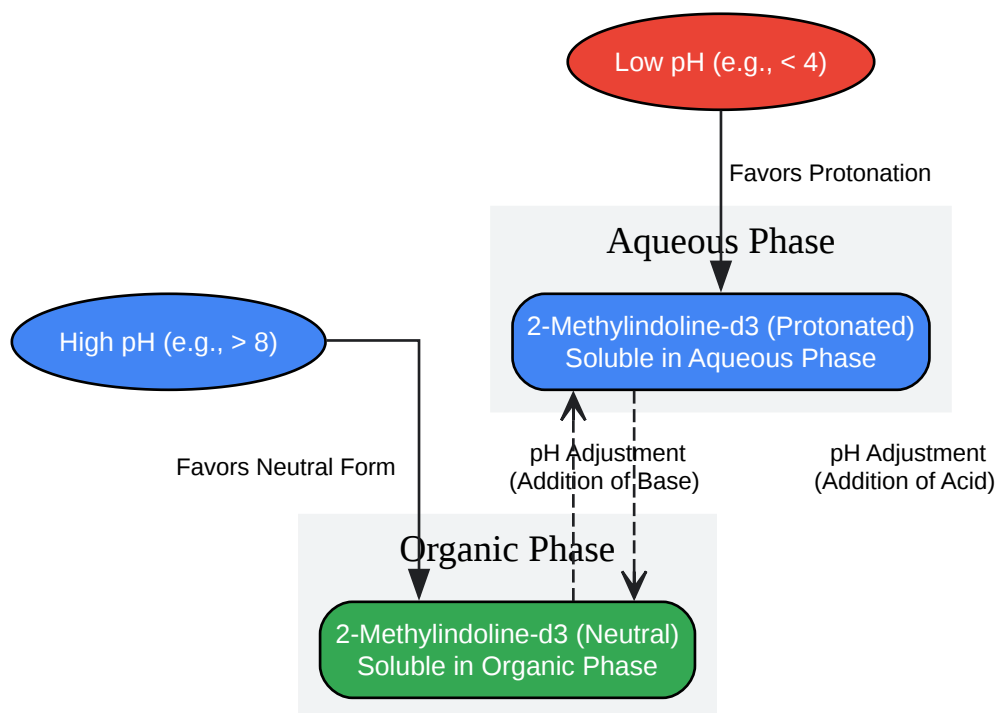 Low pH (e.g., < 4)
Favors Protonation
Aqueous Phase
2-Methylindoline-d3 (Protonated)
Soluble in Aqueous Phase
High pH (e.g., > 8)
Favors Neutral Form
pH Adjustment
(Addition of Base)
pH Adjustment
(Addition of Acid)
Organic Phase
2-Methylindoline-d3 (Neutral)
Soluble in Organic Phase